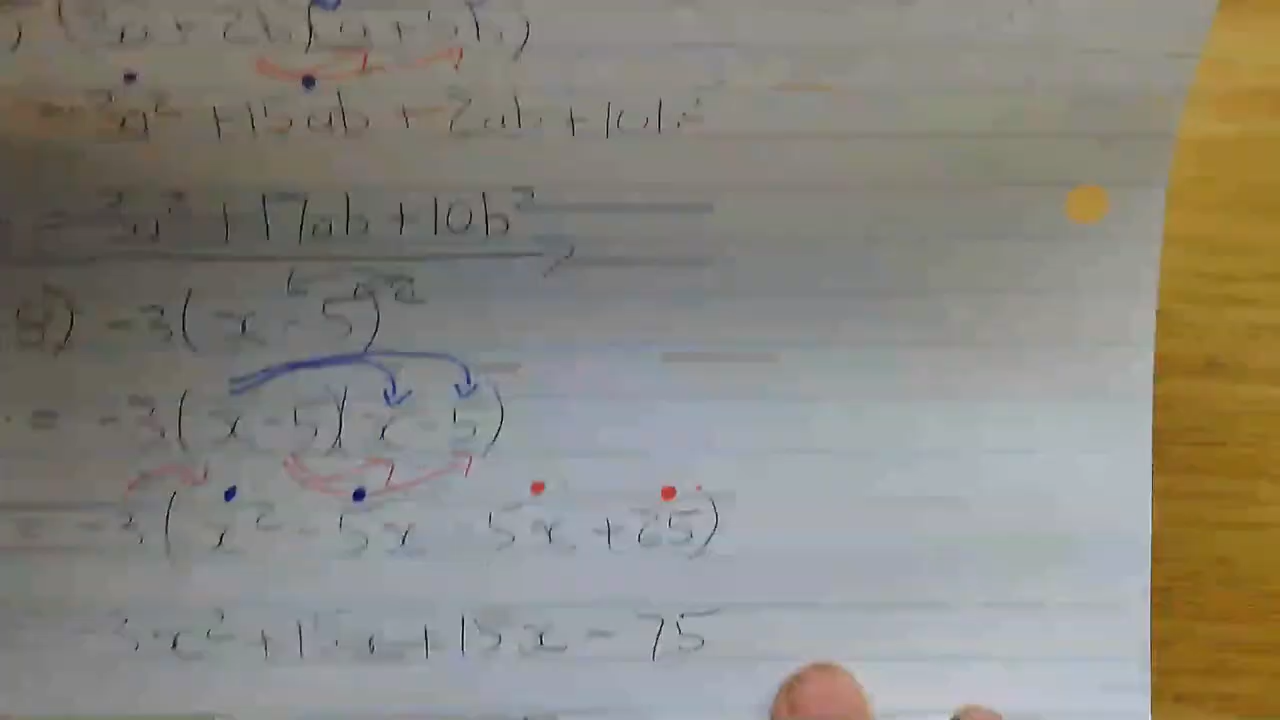 = 3a² + 15ab + 2ab + 10b²
= 3a² + 17ab + 10b²
8) -3(x - 5)²
= -3(x - 5)(x - 5)
= -3(x² - 5x - 5x + 25)
-3x² + 15x + 15x - 75